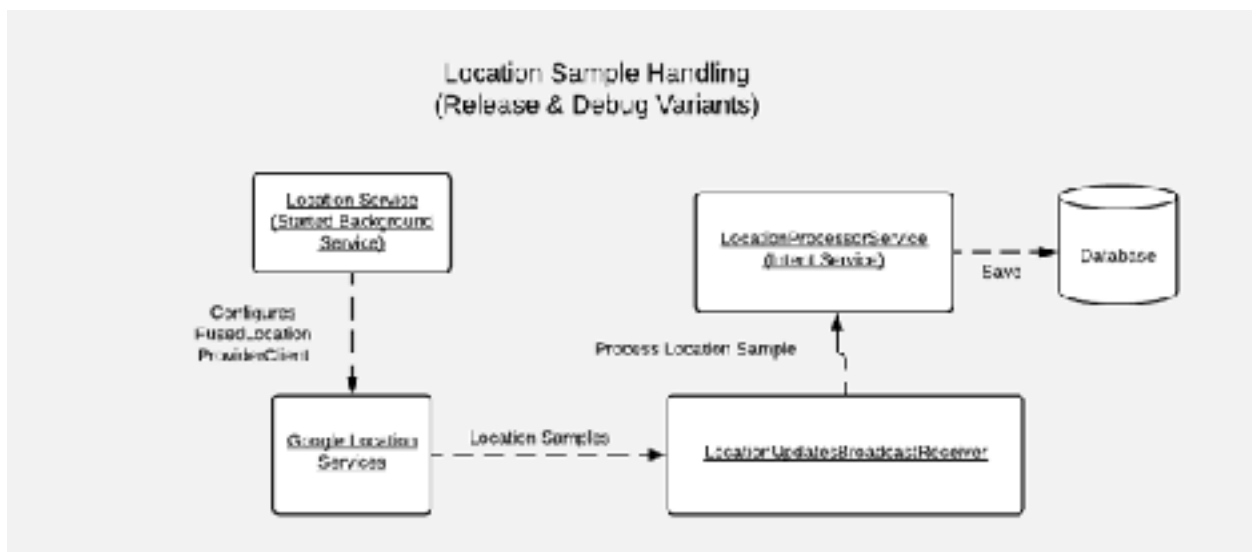 Location Sample Handling
(Release & Debug Variants)
Location Service
(Started Background
Service)
Configures
FusedLocation
ProviderClient
Google Location
Services
Location Samples
LocationUpdatesBroadcastReceiver
Process Location Sample
LocationProcessorService
(Intent Service)
Save
Database